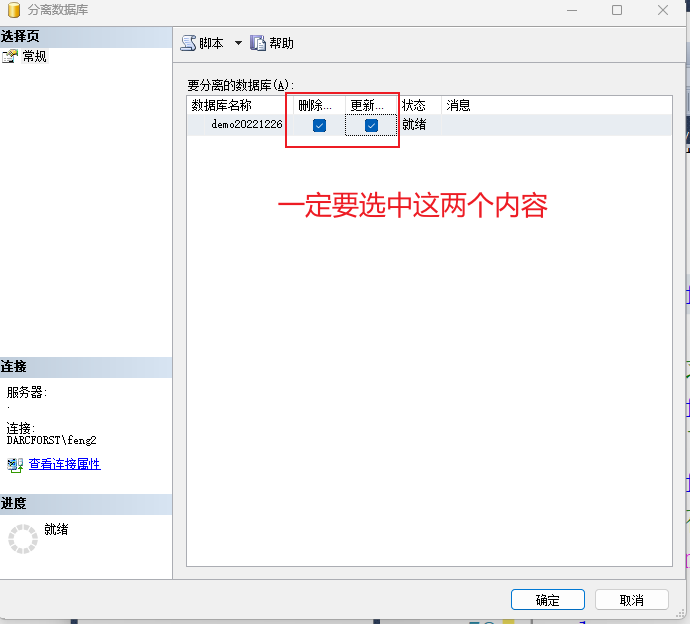 分离数据库
选择页
常规
脚本
帮助
要分离的数据库(A):
数据库名称 删除... 更新... 状态 消息
demo20221226 就绪
一定要选中这两个内容
连接
服务器:
.
连接:
DARCFORST\feng2
查看连接属性
进度
就绪
确定 取消